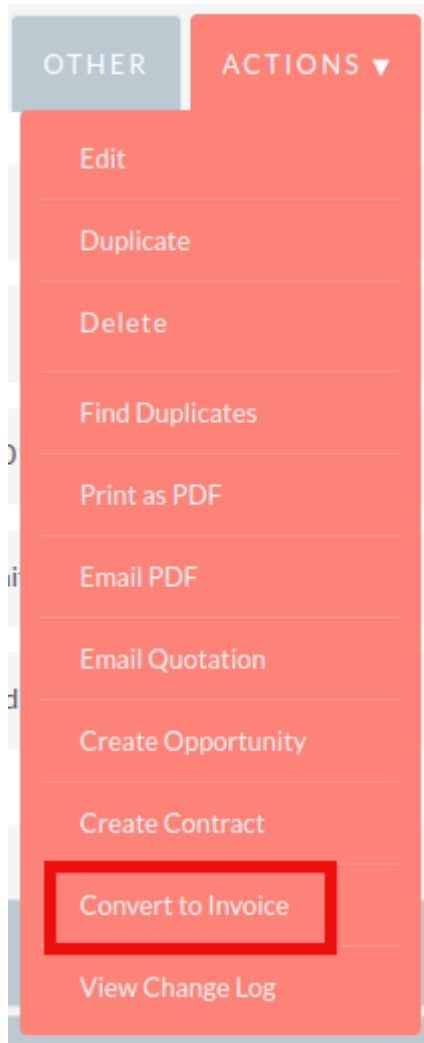 OTHER ACTIONS ▼
Edit
Duplicate
Delete
Find Duplicates
Print as PDF
Email PDF
Email Quotation
Create Opportunity
Create Contract
Convert to Invoice
View Change Log